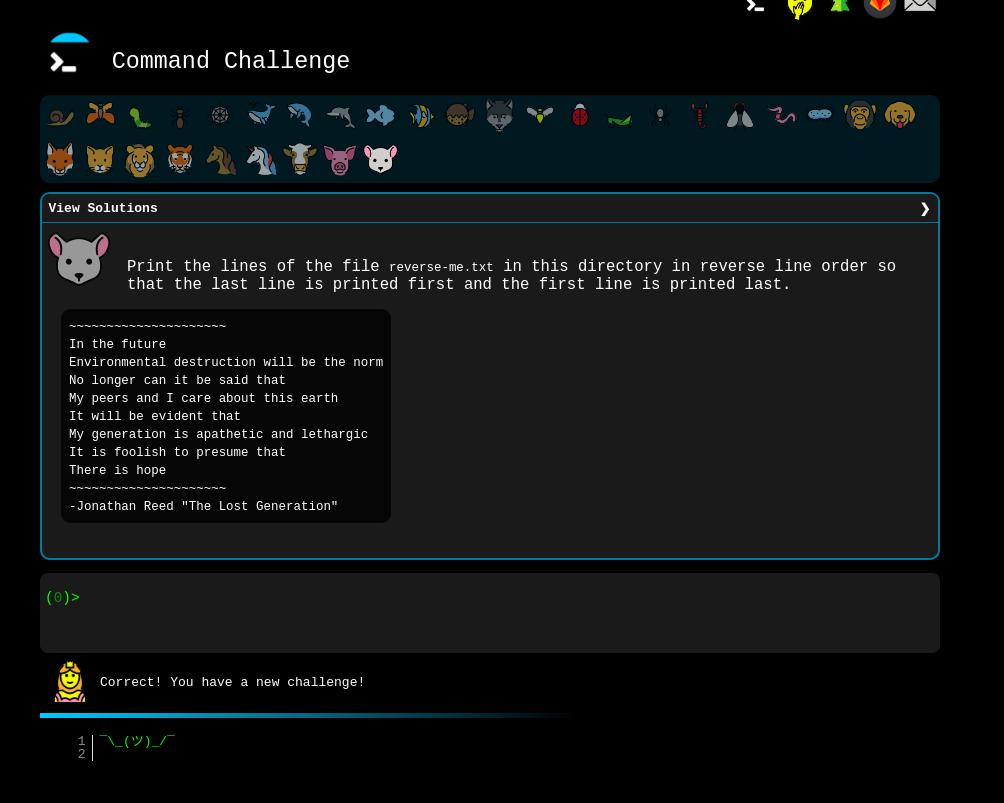 Command Challenge
View Solutions
Print the lines of the file reverse-me.txt in this directory in reverse line order so
that the last line is printed first and the first line is printed last.
~~~~~~~~~~~~~~~~~~~~~
In the future
Environmental destruction will be the norm
No longer can it be said that
My peers and I care about this earth
It will be evident that
My generation is apathetic and lethargic
It is foolish to presume that
There is hope
~~~~~~~~~~~~~~~~~~~~~
-Jonathan Reed "The Lost Generation"
(0)>
Correct! You have a new challenge!
1 ¯\_(ツ)_/¯
2